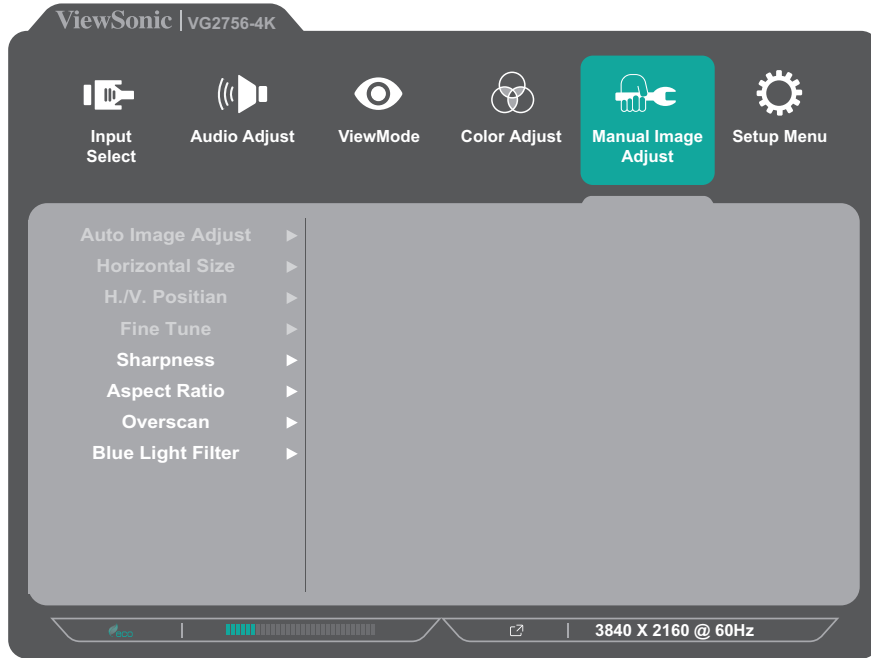 ViewSonic | VG2756-4K
Input Select
Audio Adjust
ViewMode
Color Adjust
Manual Image Adjust
Setup Menu
Auto Image Adjust
Horizontal Size
H./V. Positian
Fine Tune
Sharpness
Aspect Ratio
Overscan
Blue Light Filter
eco
3840 X 2160 @ 60Hz